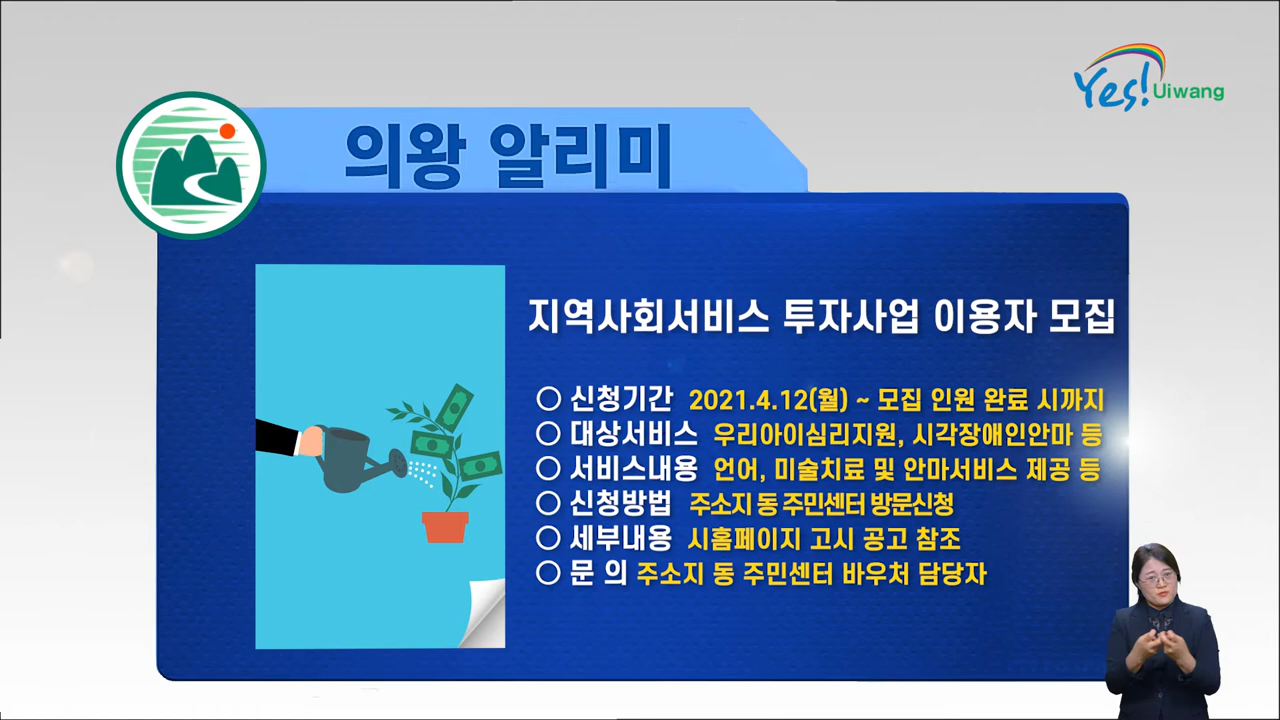 Yes! Uiwang
의왕 알리미
지역사회서비스 투자사업 이용자 모집
○ 신청기간 2021.4.12(월) ~ 모집 인원 완료 시까지
○ 대상서비스 우리아이심리지원, 시각장애인안마 등
○ 서비스내용 언어, 미술치료 및 안마서비스 제공 등
○ 신청방법 주소지 동 주민센터 방문신청
○ 세부내용 시홈페이지 고시 공고 참조
○ 문 의 주소지 동 주민센터 바우처 담당자